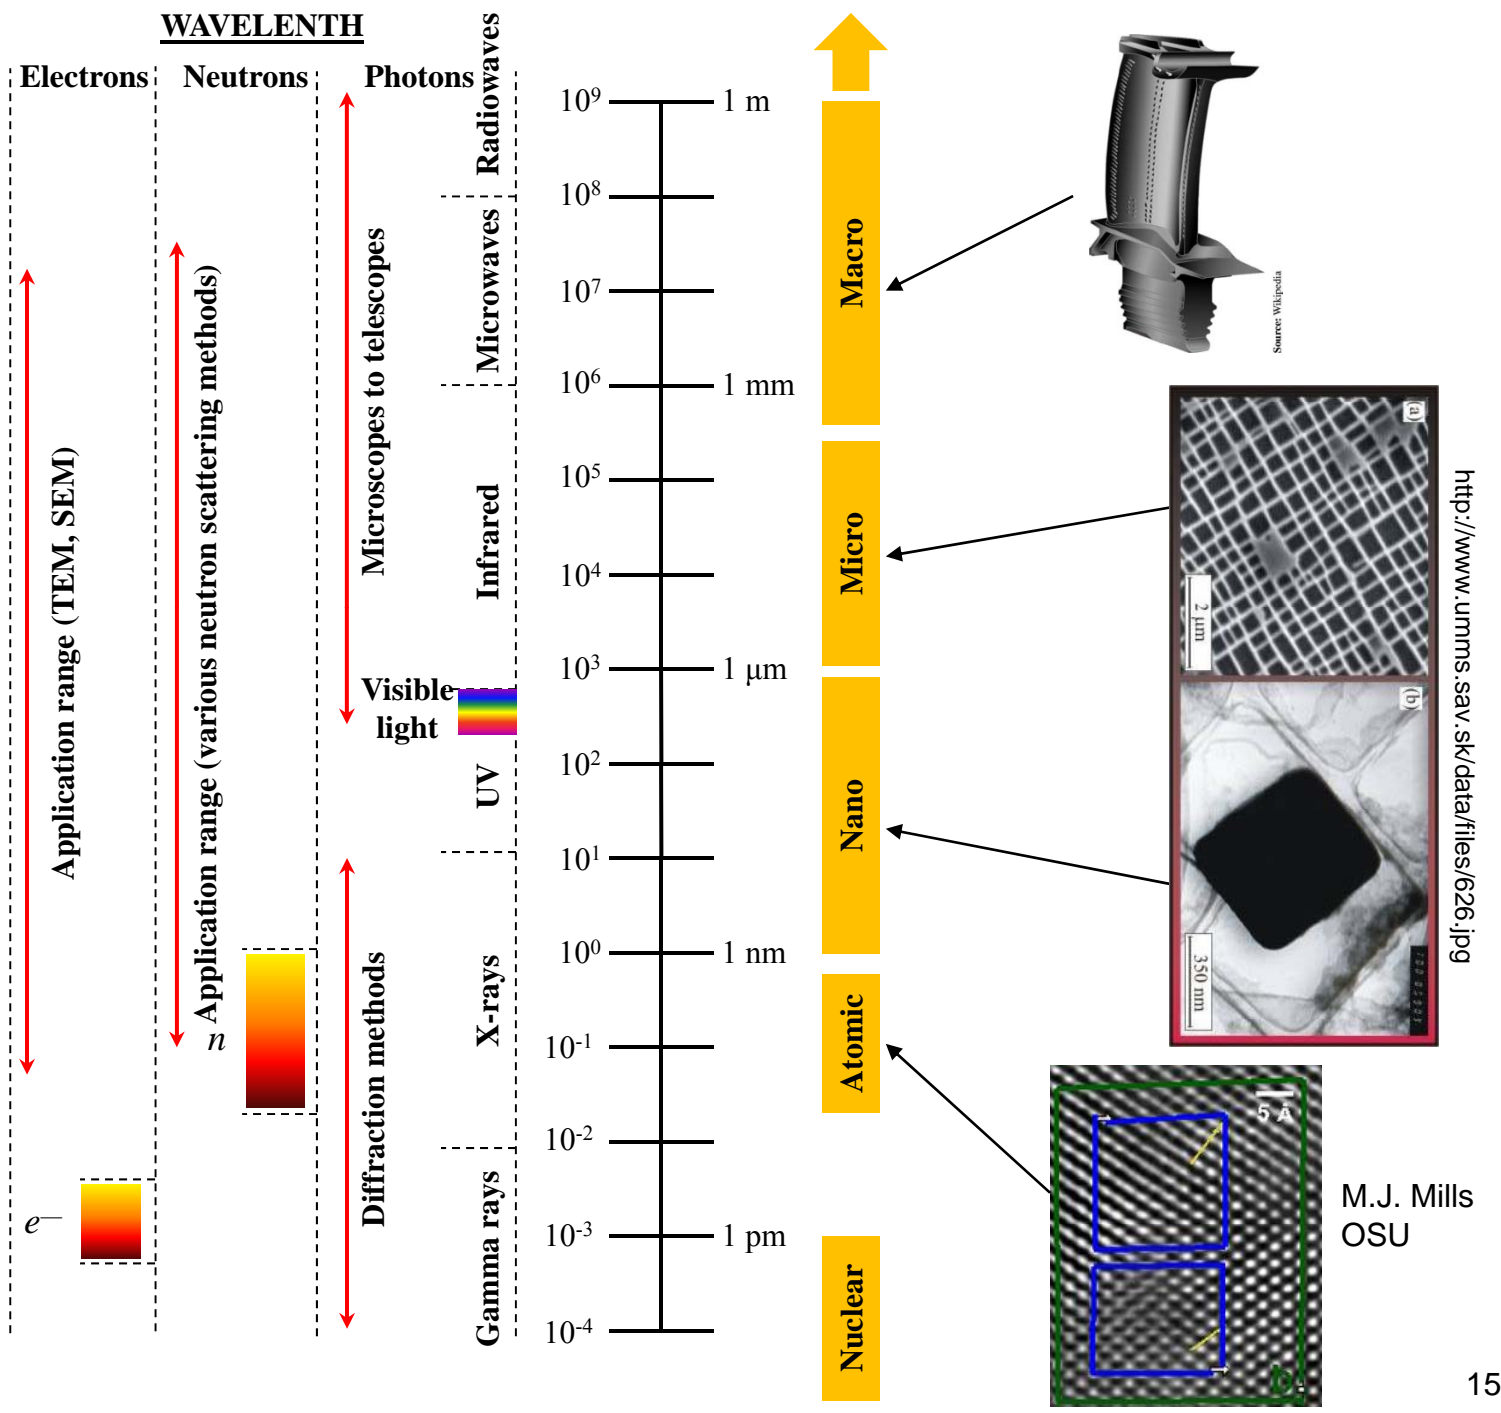 WAVELENTH
Electrons
Neutrons
Photons
Application range (TEM, SEM)
e—
Application range (various neutron scattering methods)
n
Microscopes to telescopes
Diffraction methods
Radiowaves
Microwaves
Infrared
Visible
light
UV
X-rays
Gamma rays
10⁹
10⁸
10⁷
10⁶
10⁵
10⁴
10³
10²
10¹
10⁰
10⁻¹
10⁻²
10⁻³
10⁻⁴
1 m
1 mm
1 μm
1 nm
1 pm
Macro
Micro
Nano
Atomic
Nuclear
Source: Wikipedia
(a)
2 μm
(b)
350 nm
http://www.umms.sav.sk/data/files/626.jpg
5 Å
b
M.J. Mills
OSU
15